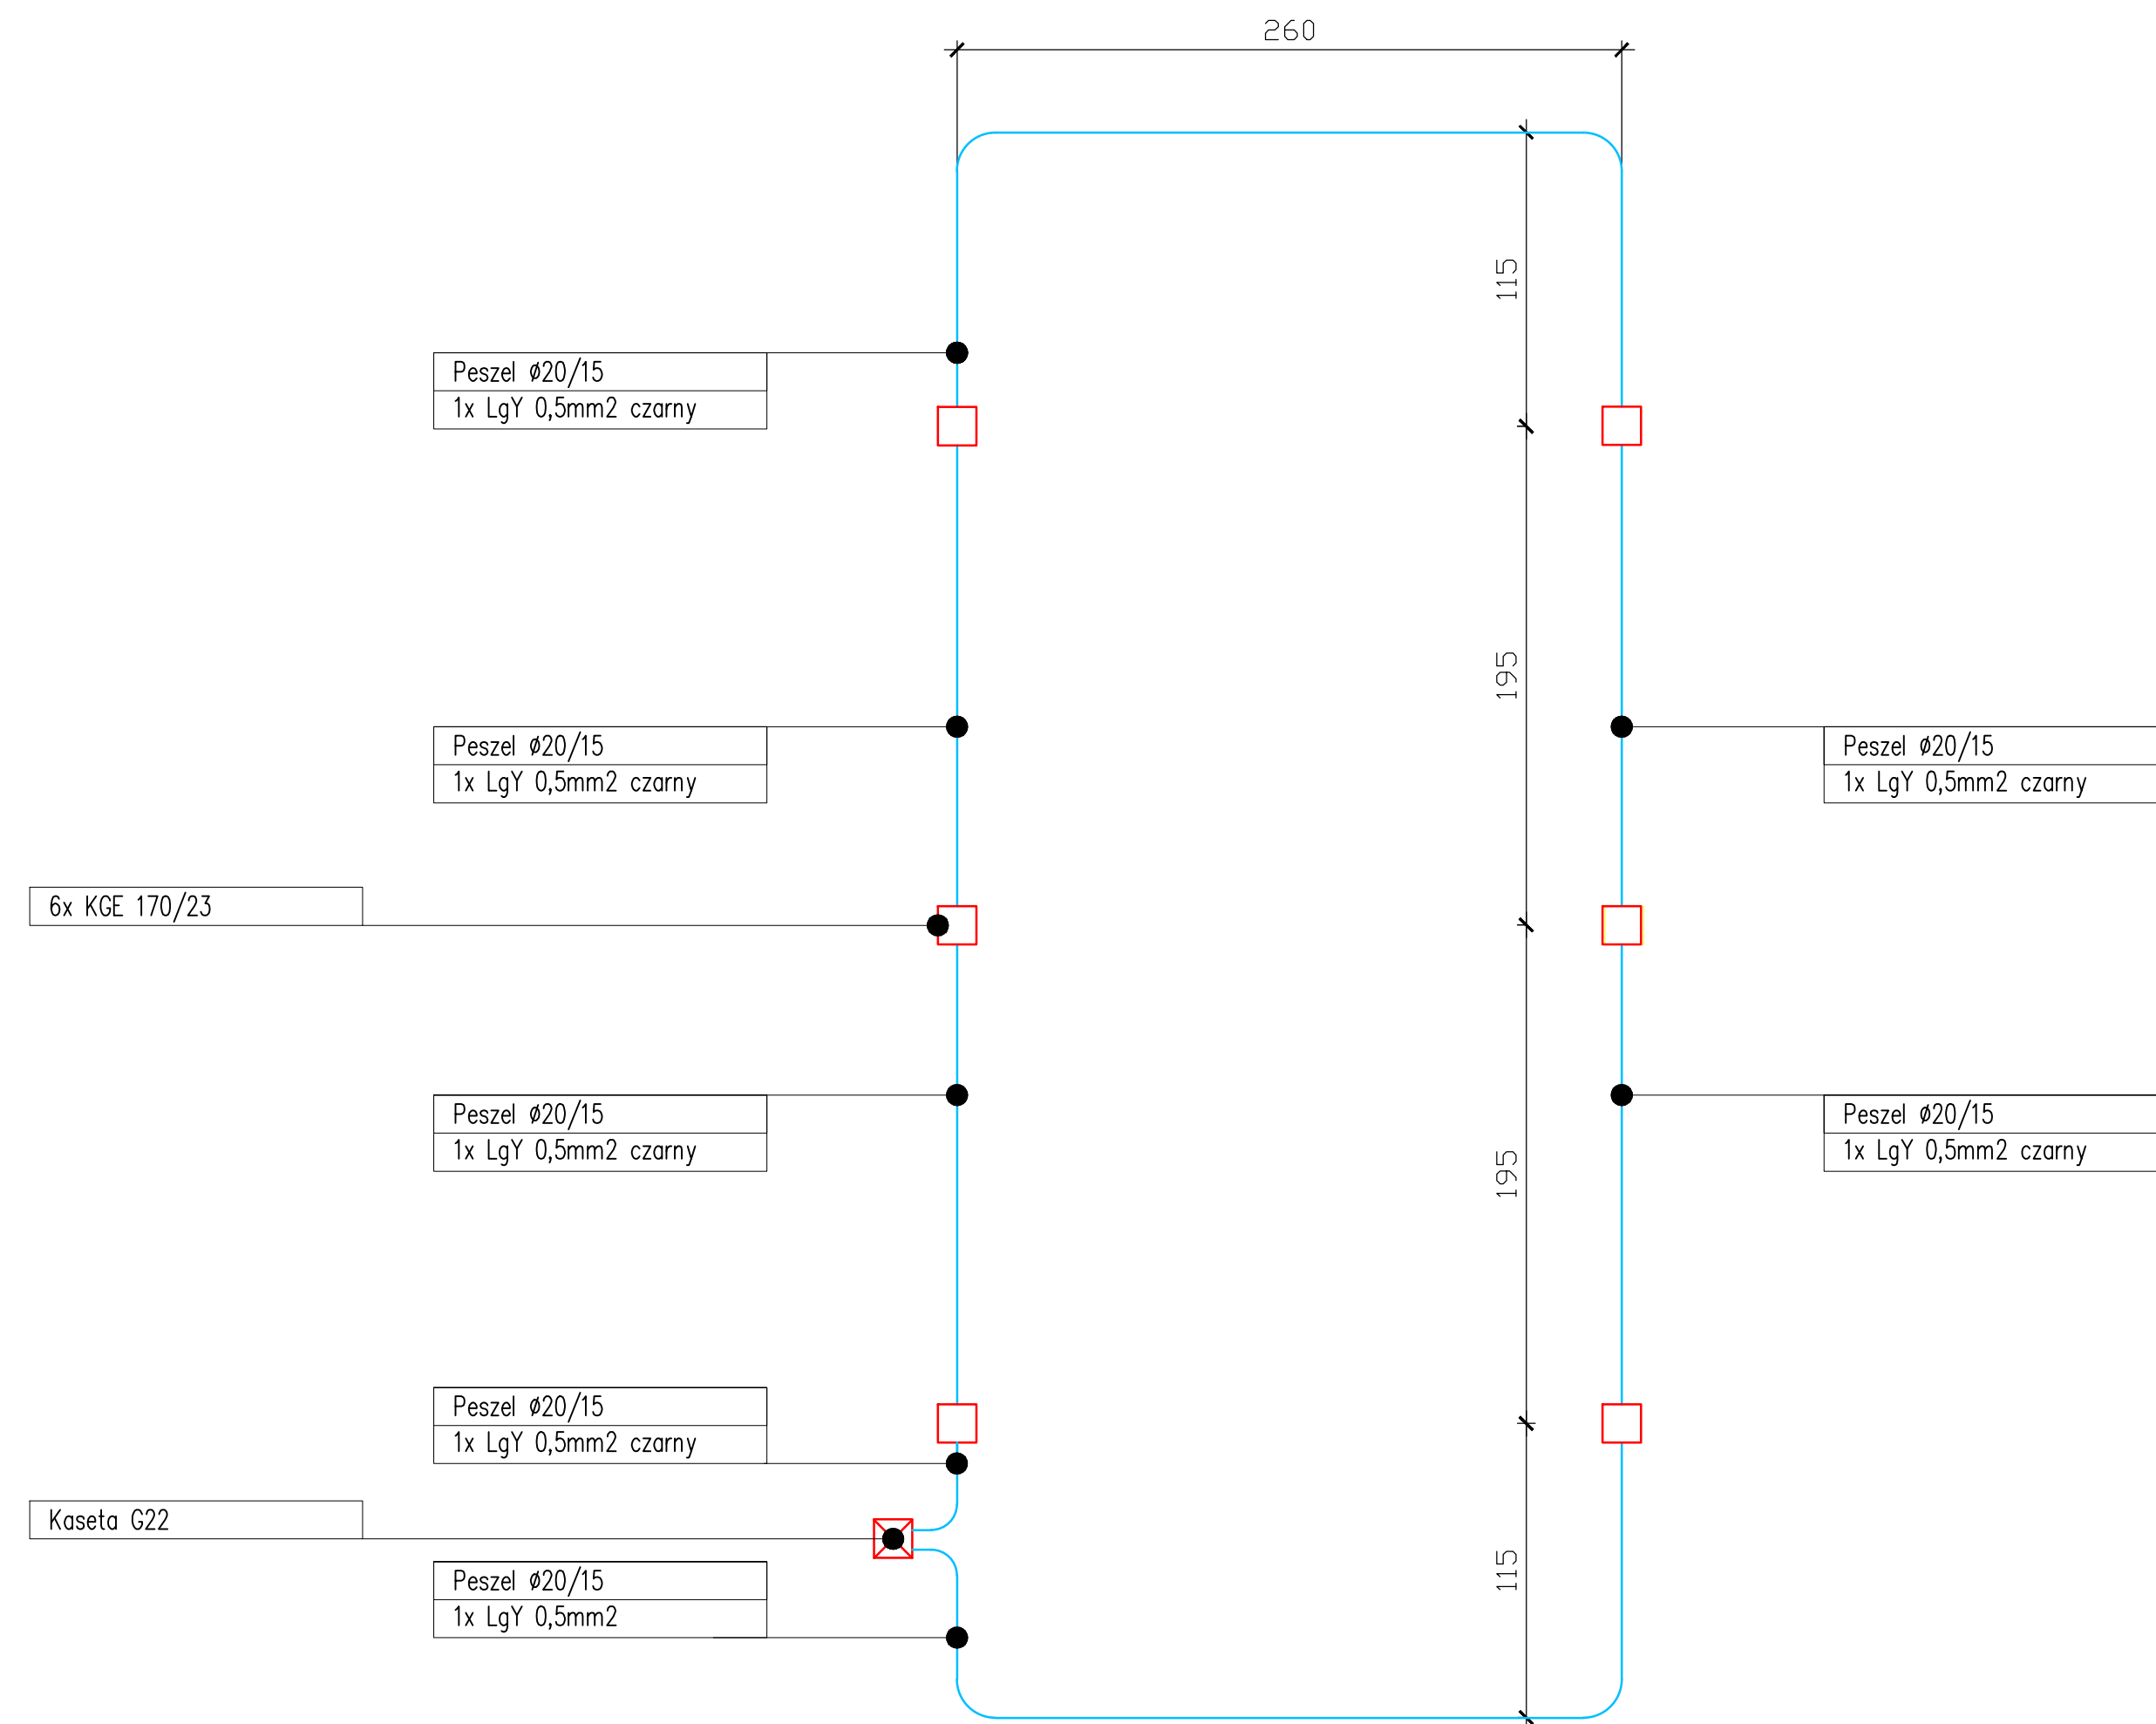 260
115
Peszel ø20/15
1x LgY 0,5mm2 czarny
195
Peszel ø20/15
1x LgY 0,5mm2 czarny
Peszel ø20/15
1x LgY 0,5mm2 czarny
6x KGE 170/23
Peszel ø20/15
1x LgY 0,5mm2 czarny
195
Peszel ø20/15
1x LgY 0,5mm2 czarny
Peszel ø20/15
1x LgY 0,5mm2 czarny
Kaseta G22
115
Peszel ø20/15
1x LgY 0,5mm2